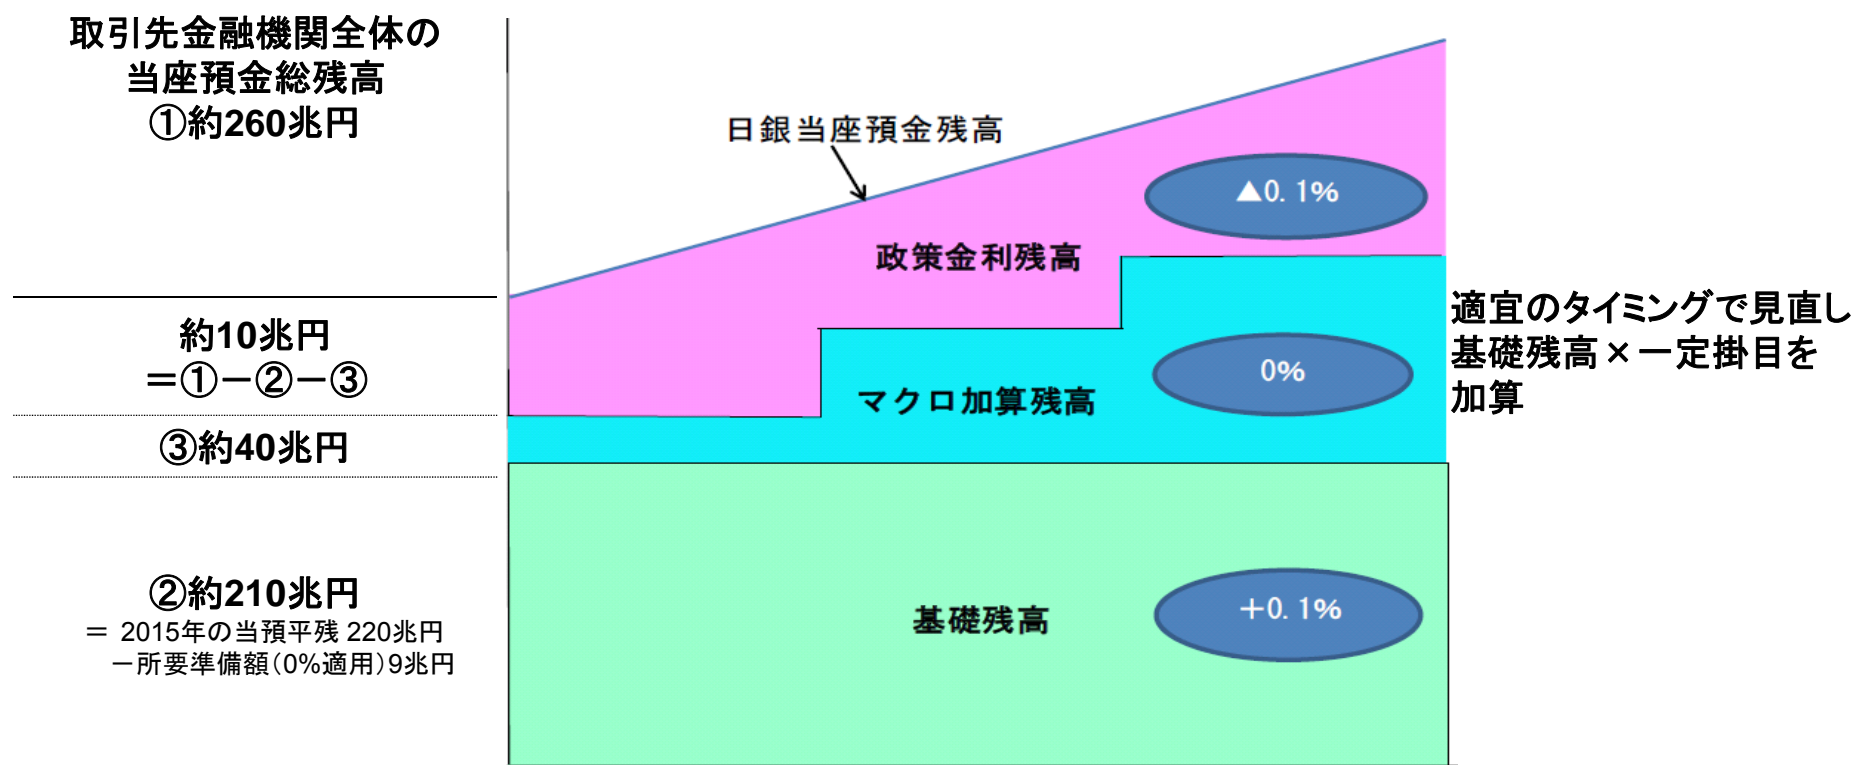 取引先金融機関全体の
当座預金総残高
①約260兆円
日銀当座預金残高
▲0.1%
政策金利残高
約10兆円
＝①－②－③
適宜のタイミングで見直し
基礎残高×一定掛目を
加算
0%
マクロ加算残高
③約40兆円
②約210兆円
＝ 2015年の当預平残 220兆円
－所要準備額（0%適用）9兆円
基礎残高
＋0.1%